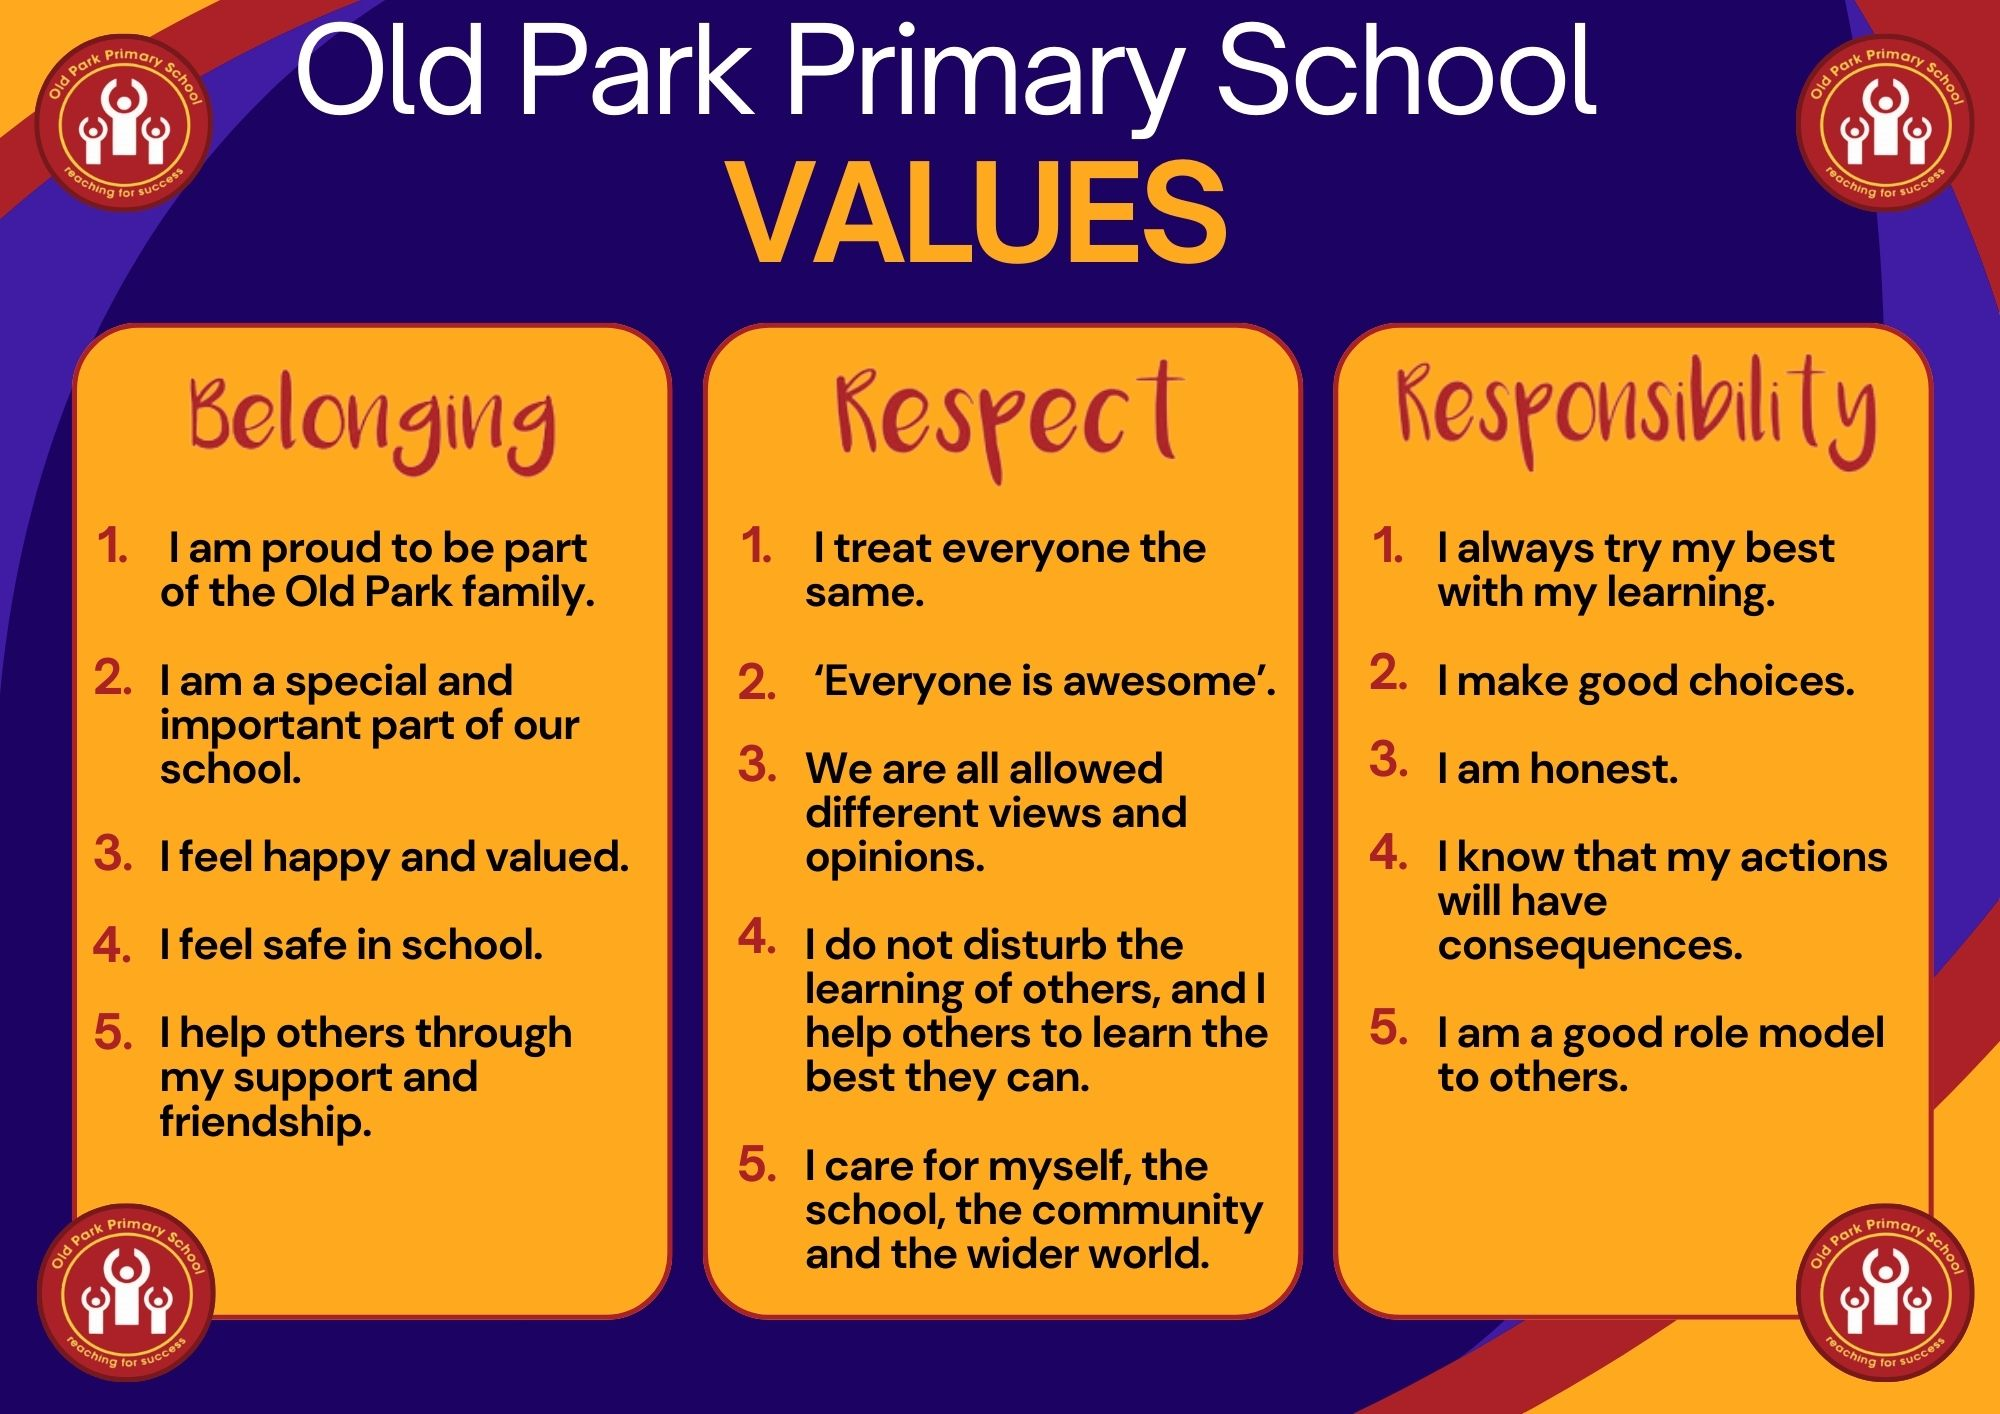 Old Park Primary School
reaching for success
Old Park Primary School
reaching for success
Old Park Primary School
VALUES
Belonging
1. I am proud to be part
of the Old Park family.
2. I am a special and
important part of our
school.
3. I feel happy and valued.
4. I feel safe in school.
5. I help others through
my support and
friendship.
Respect
1. I treat everyone the
same.
2. ‘Everyone is awesome’.
3. We are all allowed
different views and
opinions.
4. I do not disturb the
learning of others, and I
help others to learn the
best they can.
5. I care for myself, the
school, the community
and the wider world.
Responsibility
1. I always try my best
with my learning.
2. I make good choices.
3. I am honest.
4. I know that my actions
will have
consequences.
5. I am a good role model
to others.
Old Park Primary School
reaching for success
Old Park Primary School
reaching for success